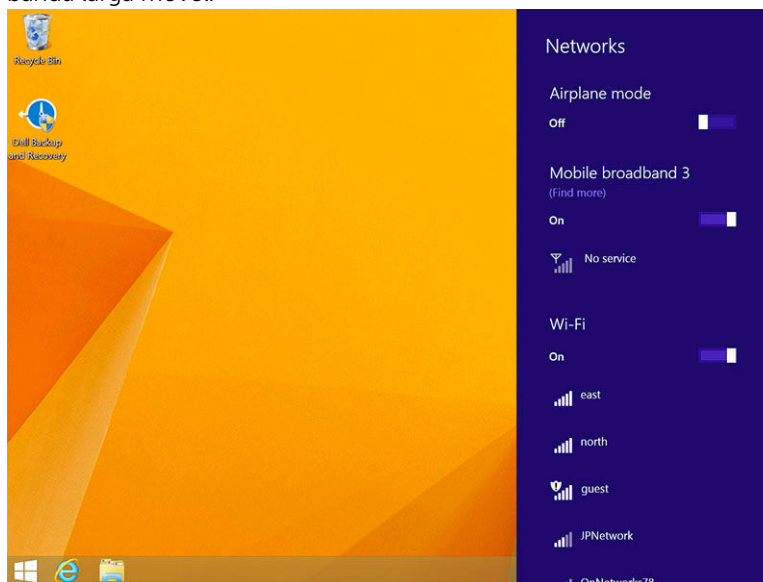 Recycle Bin
Dell Backup
and Recovery
Networks
Airplane mode
Off
Mobile broadband 3
(Find more)
On
No service
Wi-Fi
On
east
north
guest
JPNetwork